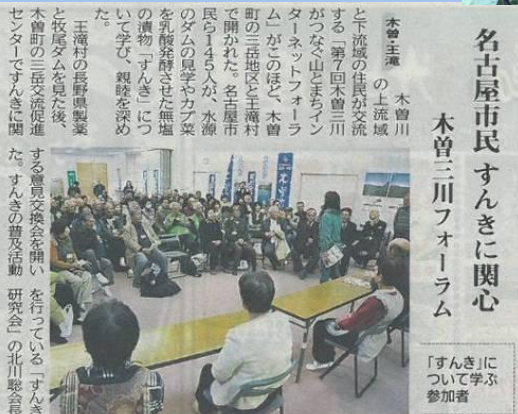 名古屋市民 すんきに関心
木曽三川フォーラム
木曽・王滝
木曽川
の上流域
と下流域の住民が交流
する「第7回木曽三川
がつなぐ山とまちイン
ターネットフォーラ
ム」がこのほど、木曽
町の三岳地区と王滝村
で開かれた。名古屋市
民ら145人が、水源
のダムの見学やカブ菜
を乳酸発酵させた無塩
の漬物「すんき」につ
いて学び、親睦を深め
た。
王滝村の長野県製薬
と牧尾ダムを見た後、
木曽町の三岳交流促進
センターですんきに関
する意見交換会を開い
た。すんきの普及活動
を行っている「すんき
研究会」の北川聡会長
「すんき」に
ついて学ぶ
参加者